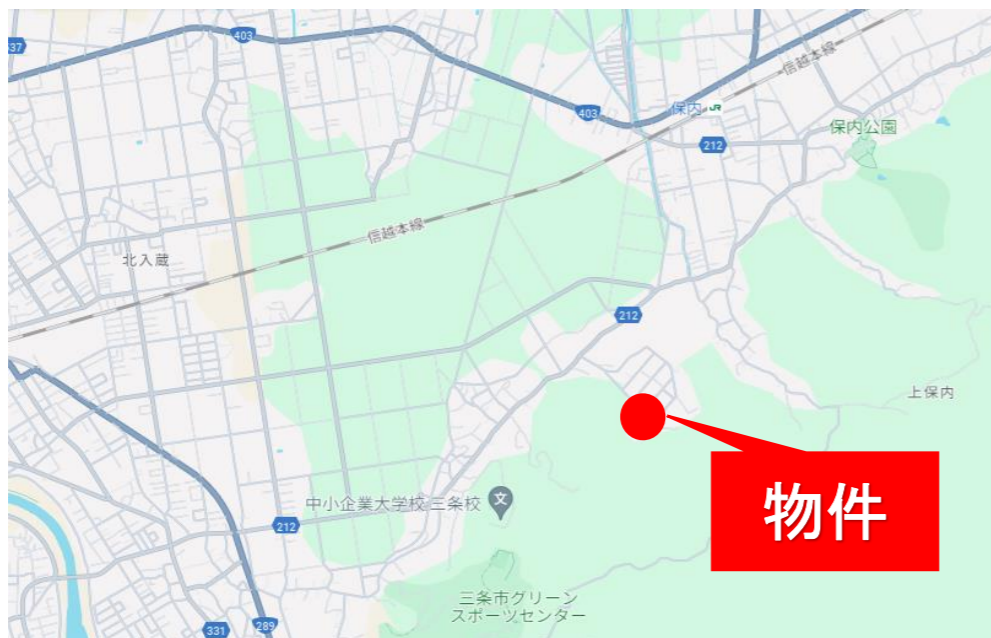 403
537
信越本線
保内
403
212
保内公園
信越本線
北入蔵
212
上保内
物件
中小企業大学校 三条校
文
212
三条市グリーン
スポーツセンター
331
289